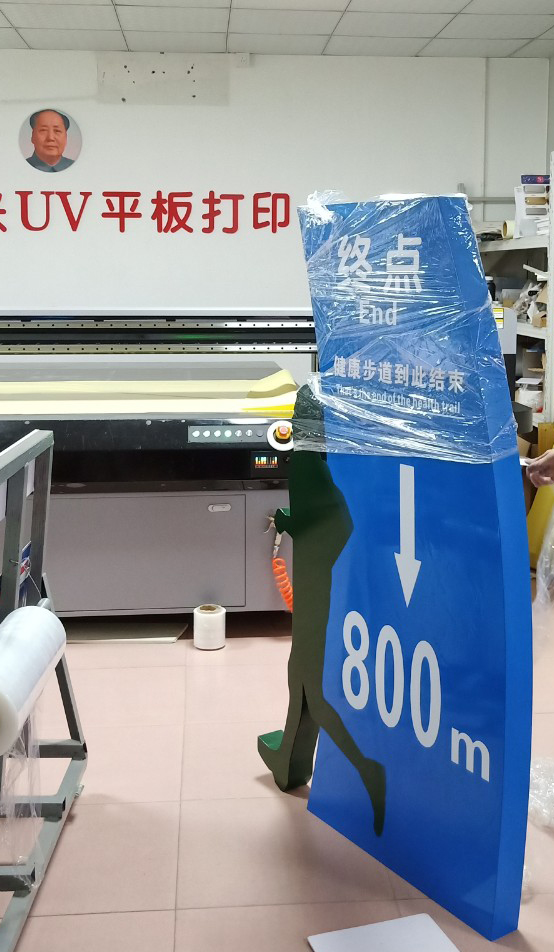 UV平板打印
终点
End
健康步道到此结束
That's the end of the health trail
800m